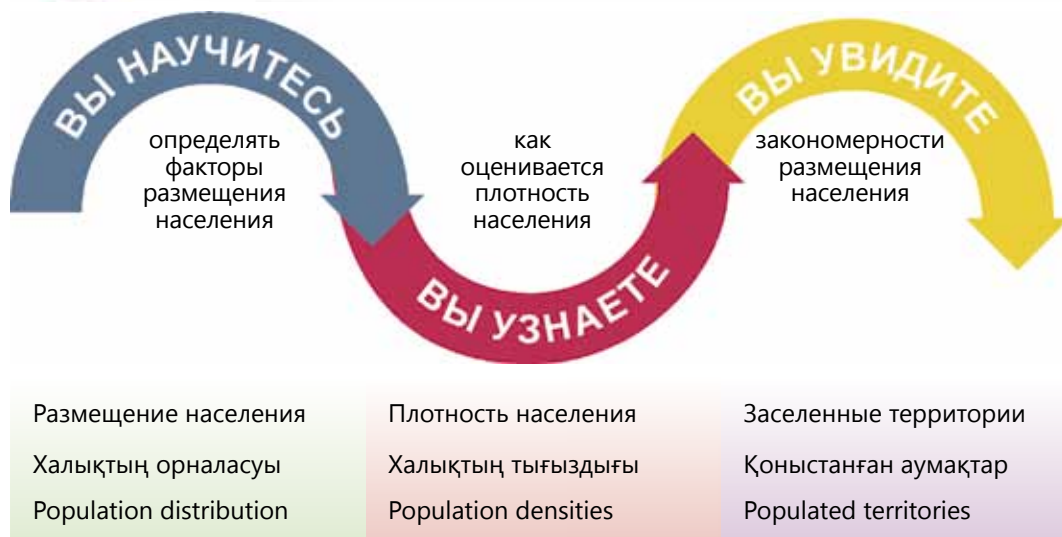 ВЫ НАУЧИТЕСЬ
определять
факторы
размещения
населения
ВЫ УЗНАЕТЕ
как
оценивается
плотность
населения
ВЫ УВИДИТЕ
закономерности
размещения
населения
Размещение населения
Халықтың орналасуы
Population distribution
Плотность населения
Халықтың тығыздығы
Population densities
Заселенные территории
Қоныстанған аумақтар
Populated territories